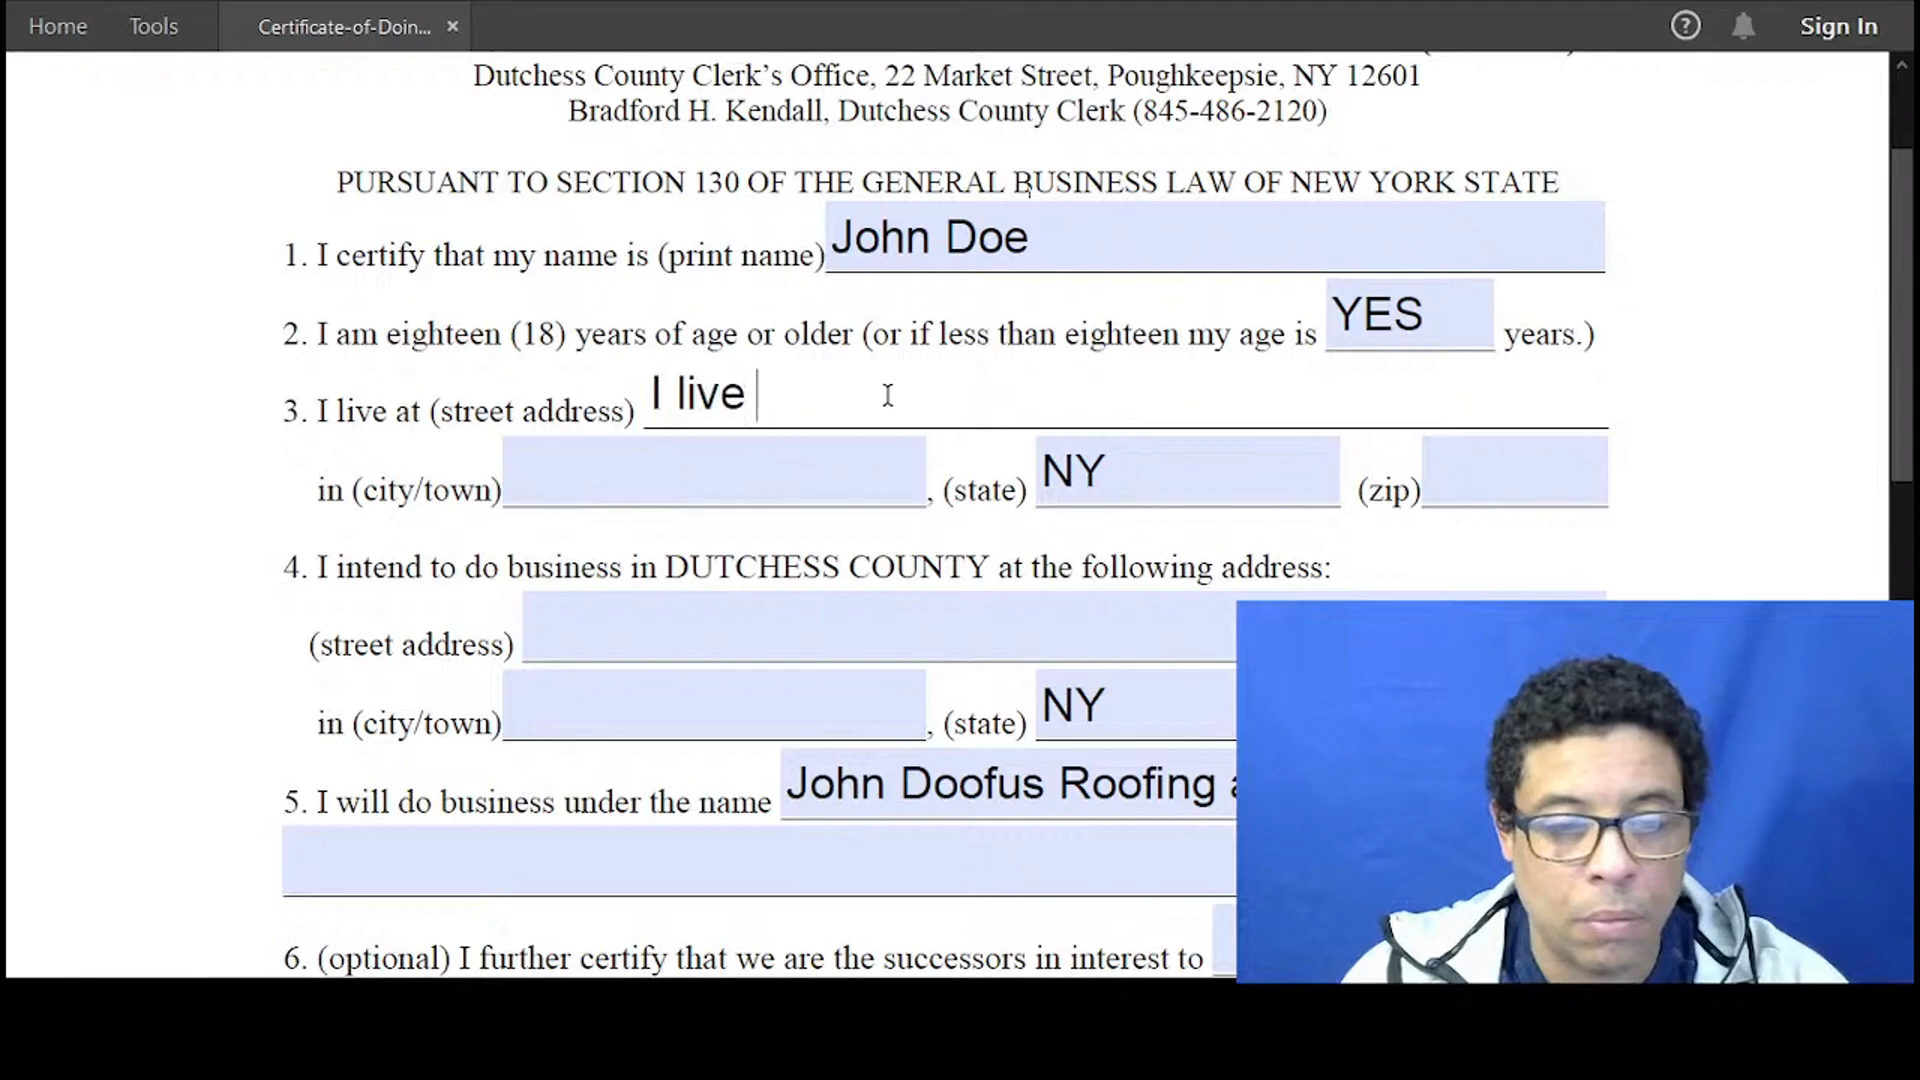 Home Tools Certificate-of-Doin... × ? Sign In
Dutchess County Clerk's Office, 22 Market Street, Poughkeepsie, NY 12601
Bradford H. Kendall, Dutchess County Clerk (845-486-2120)
PURSUANT TO SECTION 130 OF THE GENERAL BUSINESS LAW OF NEW YORK STATE
1. I certify that my name is (print name) John Doe
2. I am eighteen (18) years of age or older (or if less than eighteen my age is YES years.)
3. I live at (street address) I live
in (city/town) , (state) NY (zip)
4. I intend to do business in DUTCHESS COUNTY at the following address:
(street address)
in (city/town) , (state) NY
5. I will do business under the name John Doofus Roofing
6. (optional) I further certify that we are the successors in interest to